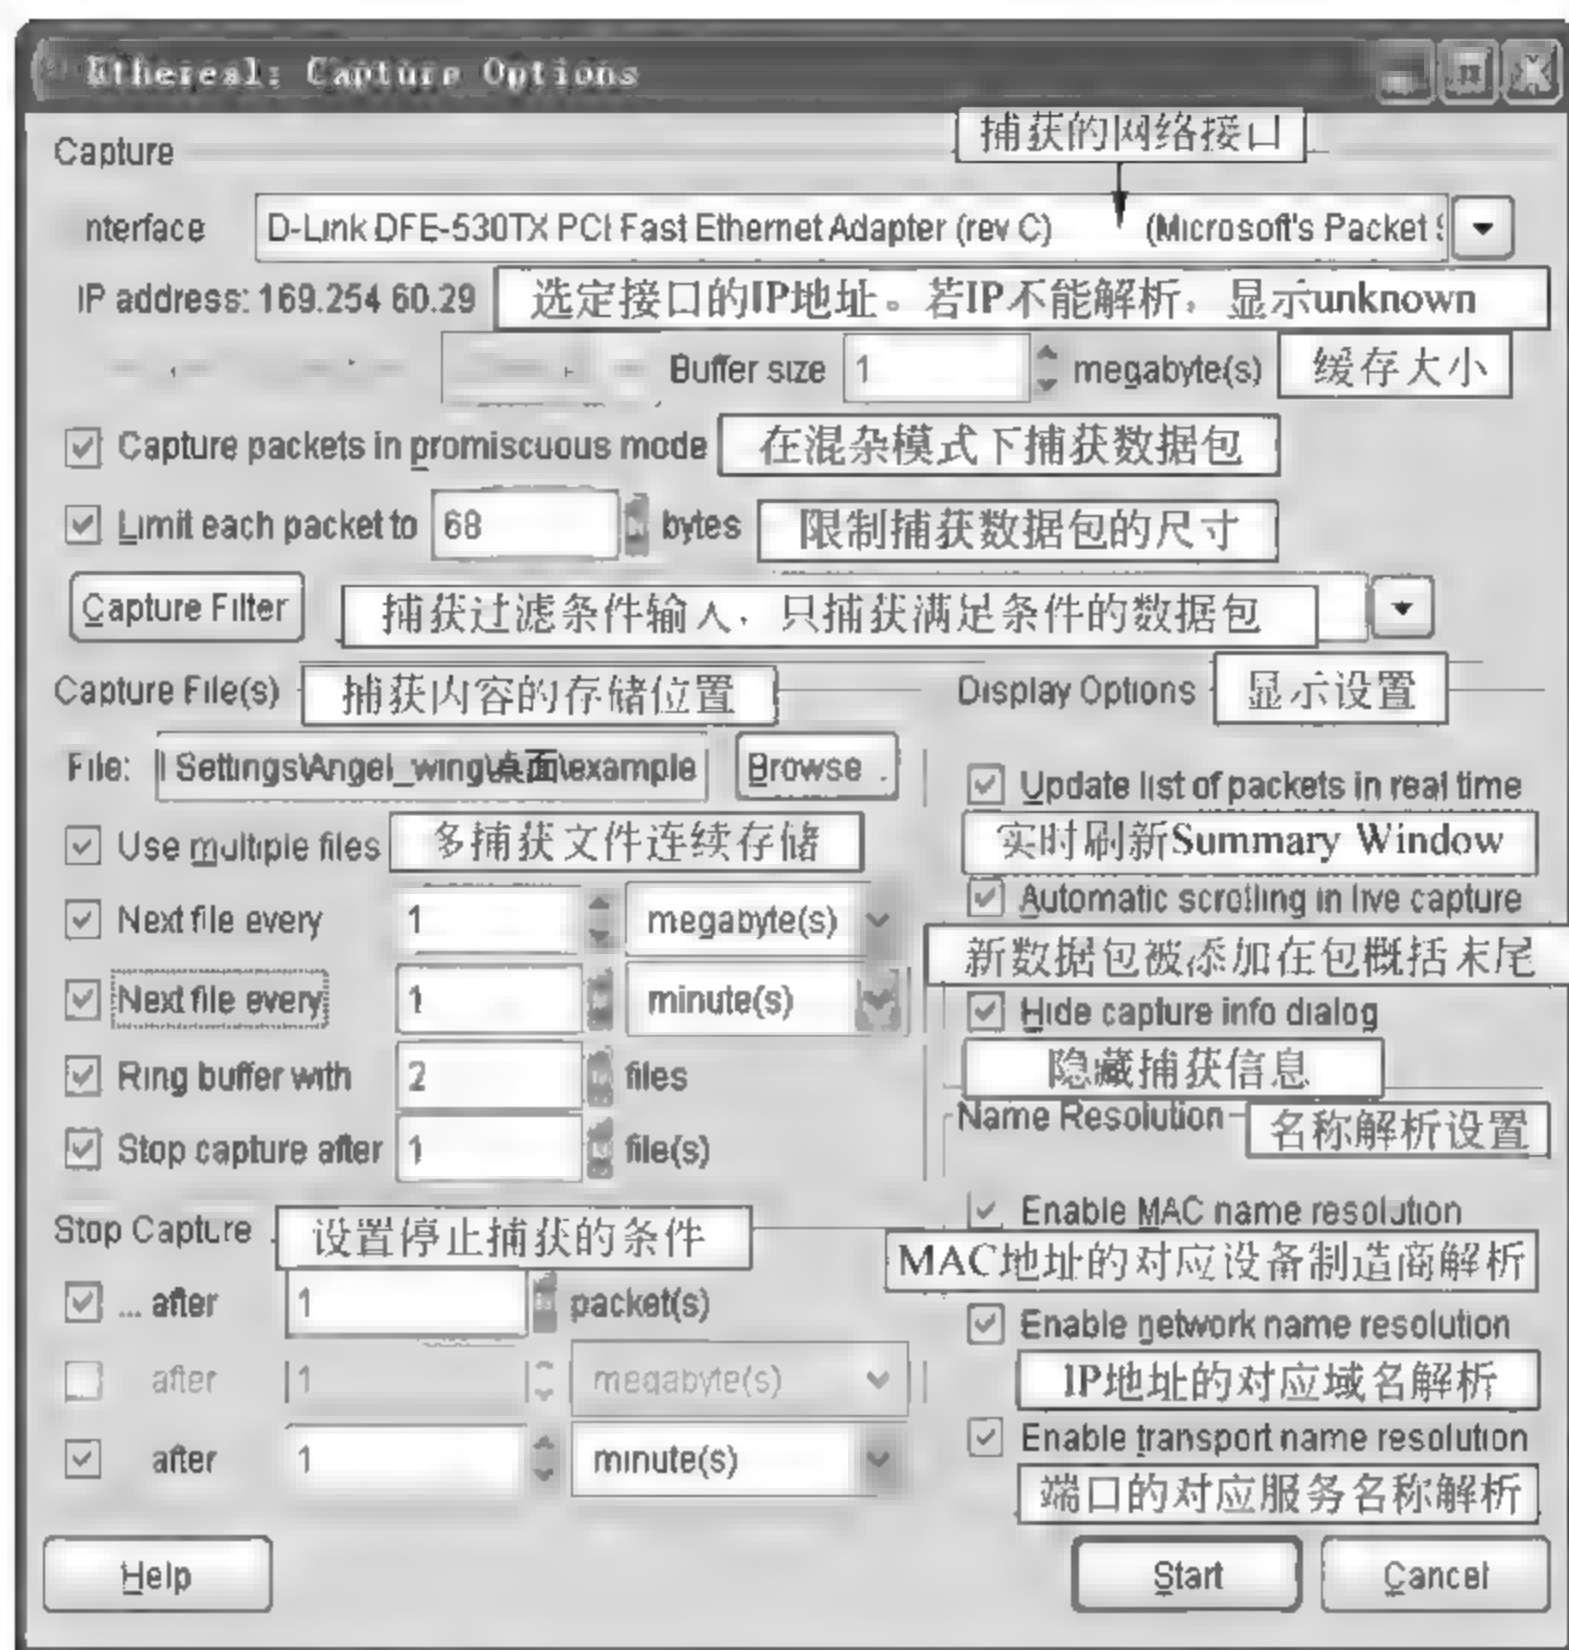 Ethereal: Capture Options
捕获的网络接口
Capture
nterface D-Link DFE-530TX PCI Fast Ethernet Adapter (rev C) (Microsoft's Packet S
IP address: 169.254 60.29 选定接口的IP地址。若IP不能解析，显示unknown
Buffer size 1 megabyte(s) 缓存大小
Capture packets in promiscuous mode 在混杂模式下捕获数据包
Limit each packet to 68 bytes 限制捕获数据包的尺寸
Capture Filter 捕获过滤条件输入，只捕获满足条件的数据包
Capture File(s) 捕获内容的存储位置
File: Settings\Angel_wing\桌面\example Browse .
Use multiple files 多捕获文件连续存储
Next file every 1 megabyte(s)
Next file every 1 minute(s)
Ring buffer with 2 files
Stop capture after 1 file(s)
Stop Capture 设置停止捕获的条件
... after 1 packet(s)
after 1 megabyte(s)
after 1 minute(s)
Display Options 显示设置
Update list of packets in real time
实时刷新Summary Window
Automatic scrolling in live capture
新数据包被添加在包概括末尾
Hide capture info dialog
隐藏捕获信息
Name Resolution 名称解析设置
Enable MAC name resolution
MAC地址的对应设备制造商解析
Enable network name resolution
IP地址的对应域名解析
Enable transport name resolution
端口的对应服务名称解析
Help Start Cancel